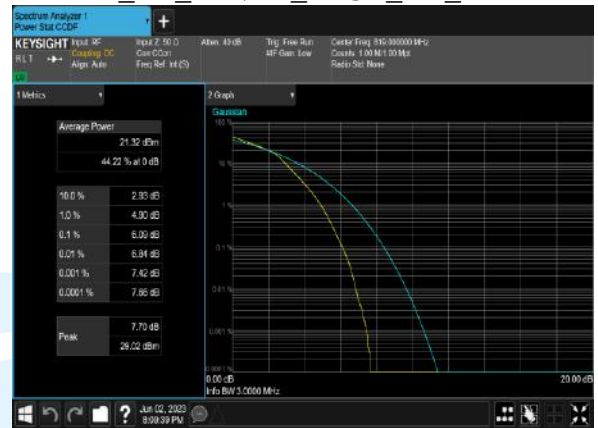 Spectrum Analyzer 1
Power Stat CCDF
+
KEYSIGHT
Input: RF
Coupling: DC
Align: Auto
Input Z: 50 Ω
Corr CCorr
Freq Ref: Int (S)
Atten: 40 dB
Trig: Free Run
#IF Gain: Low
Center Freq: 819.000000 MHz
Counts: 1.00 M/1.00 Mpt
Radio Std: None
RLT
1 Metrics
Average Power
21.32 dBm
44.22 % at 0 dB
10.0 % 2.93 dB
1.0 % 4.90 dB
0.1 % 6.09 dB
0.01 % 6.84 dB
0.001 % 7.42 dB
0.0001 % 7.66 dB
Peak
7.70 dB
29.02 dBm
2 Graph
Gaussian
100 %
10 %
1 %
0.1 %
0.01 %
0.001 %
0.0001 %
0.00 dB
20.00 dB
Info BW 3.0000 MHz
?
Jun 02, 2023
8:09:39 PM